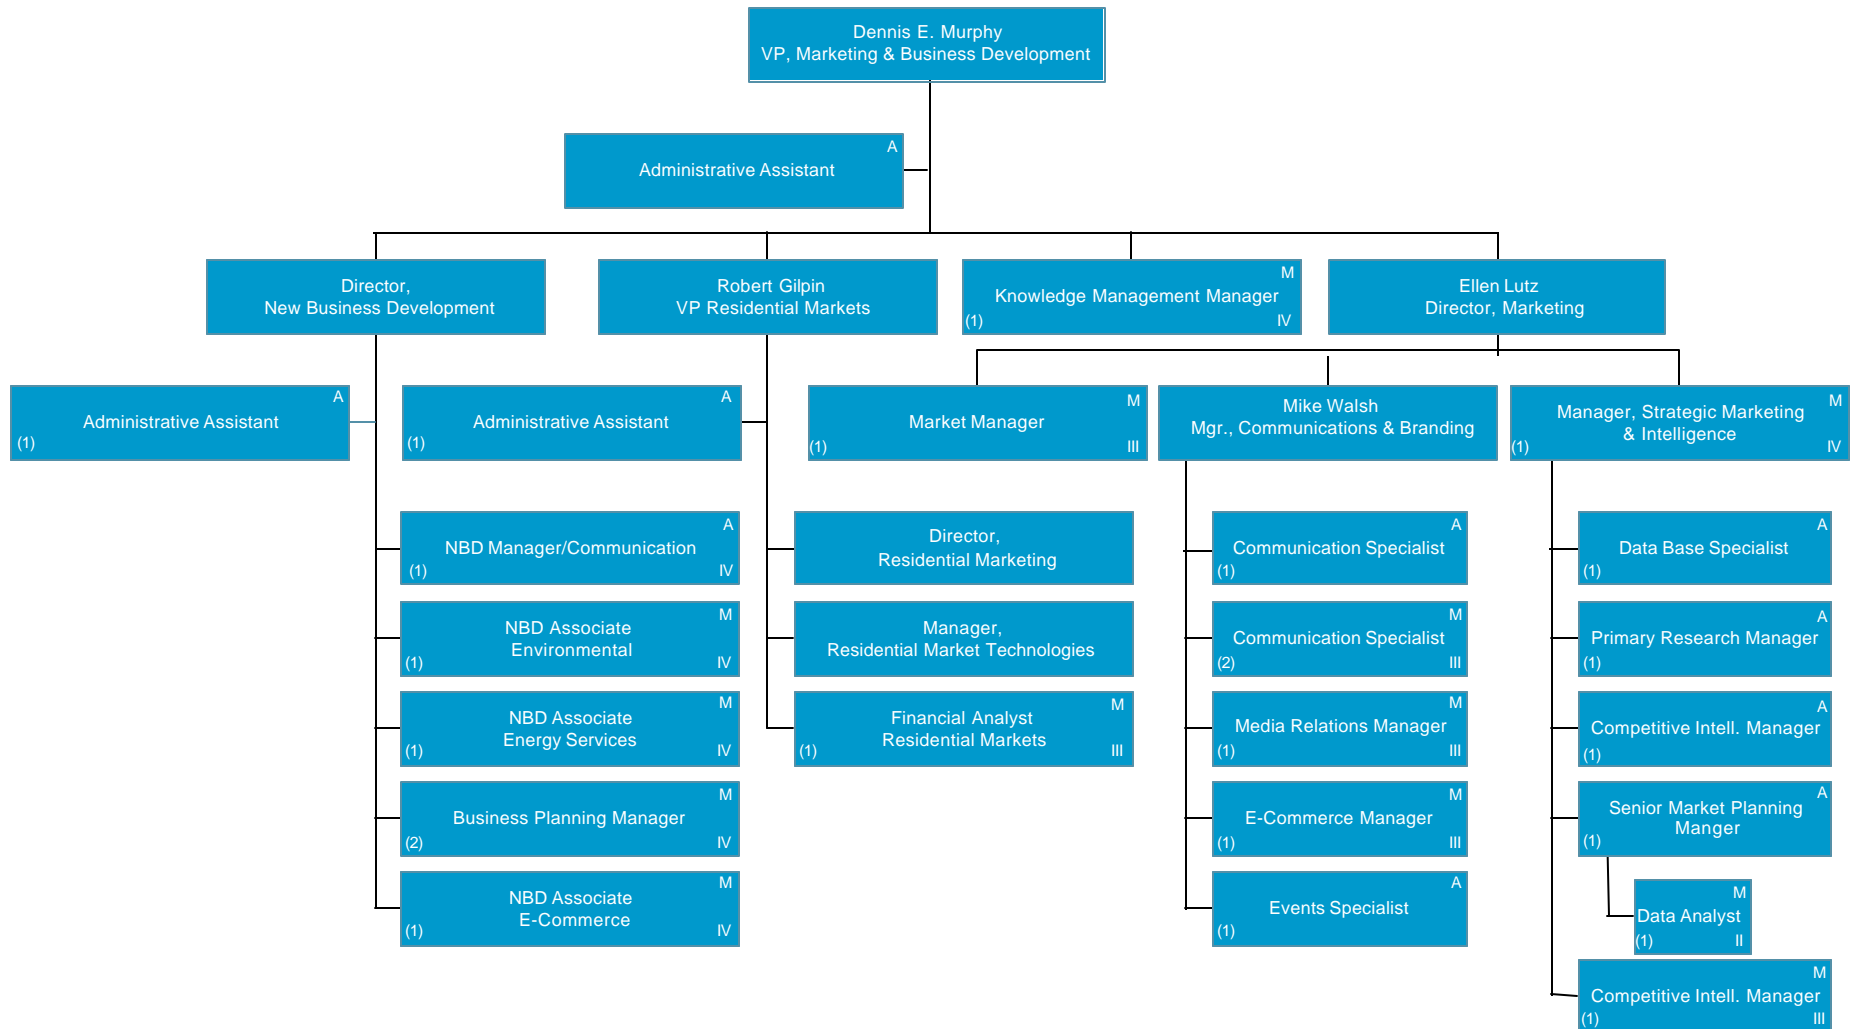 Dennis E. Murphy
VP, Marketing & Business Development
A
Administrative Assistant
Director,
New Business Development
Robert Gilpin
VP Residential Markets
M
Knowledge Management Manager
(1) IV
Ellen Lutz
Director, Marketing
A
Administrative Assistant
(1)
A
Administrative Assistant
(1)
M
Market Manager
(1) III
Mike Walsh
Mgr., Communications & Branding
M
Manager, Strategic Marketing
& Intelligence
(1) IV
A
NBD Manager/Communication
(1) IV
M
NBD Associate
Environmental
(1) IV
M
NBD Associate
Energy Services
(1) IV
M
Business Planning Manager
(2) IV
M
NBD Associate
E-Commerce
(1) IV
Director,
Residential Marketing
Manager,
Residential Market Technologies
M
Financial Analyst
Residential Markets
(1) III
A
Communication Specialist
(1)
M
Communication Specialist
(2) III
M
Media Relations Manager
(1) III
M
E-Commerce Manager
(1) III
A
Events Specialist
(1)
A
Data Base Specialist
(1)
A
Primary Research Manager
(1)
A
Competitive Intell. Manager
(1)
A
Senior Market Planning
Manger
(1)
M
Data Analyst
(1) II
M
Competitive Intell. Manager
(1) III